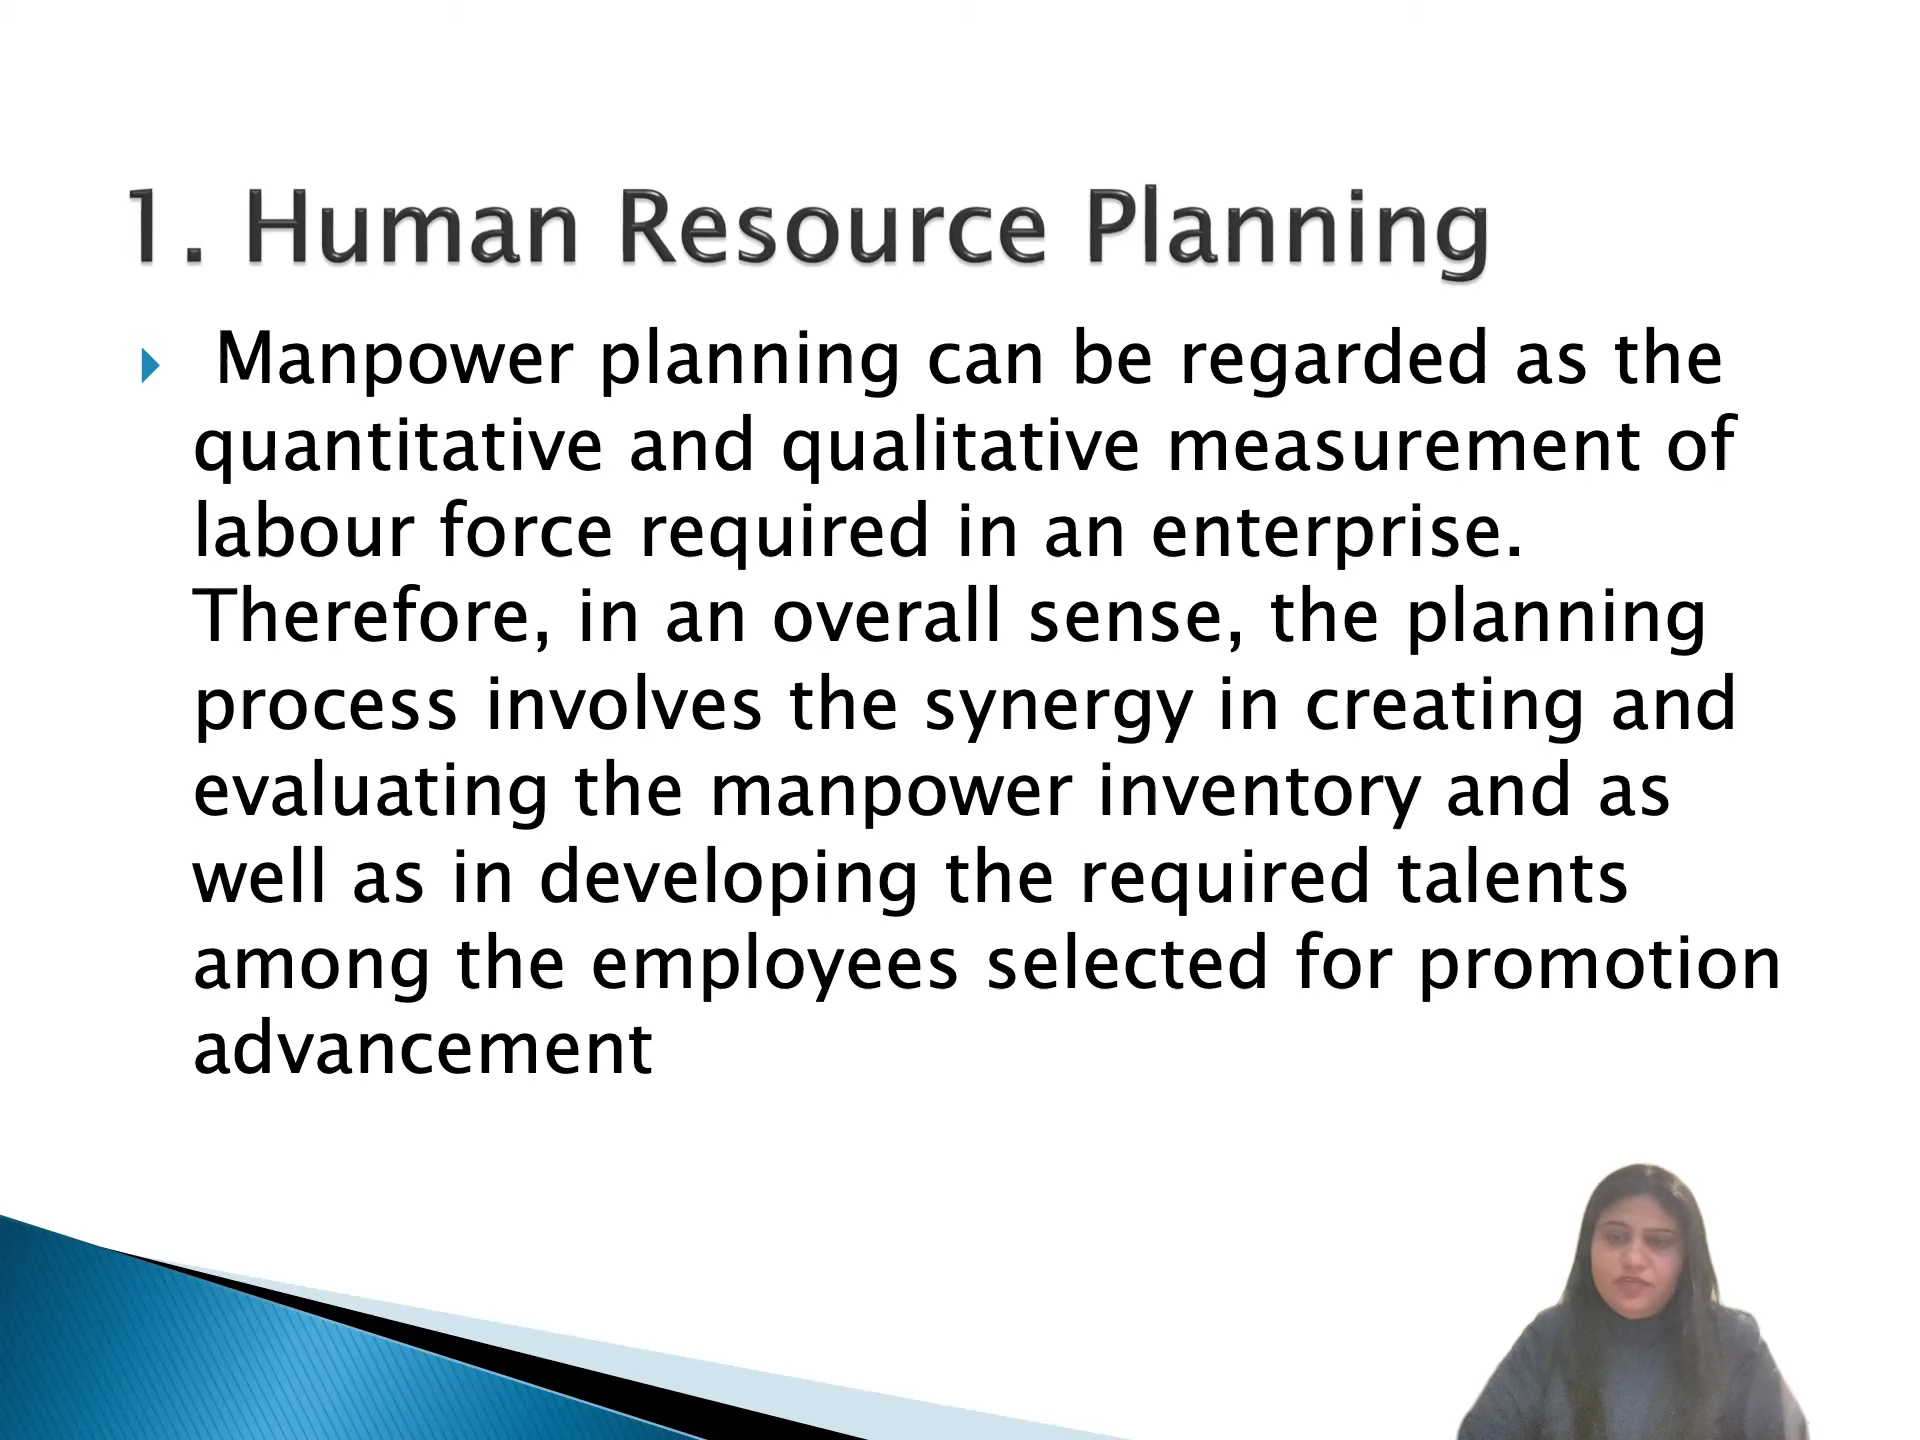 1. Human Resource Planning
Manpower planning can be regarded as the
quantitative and qualitative measurement of
labour force required in an enterprise.
Therefore, in an overall sense, the planning
process involves the synergy in creating and
evaluating the manpower inventory and as
well as in developing the required talents
among the employees selected for promotion
advancement